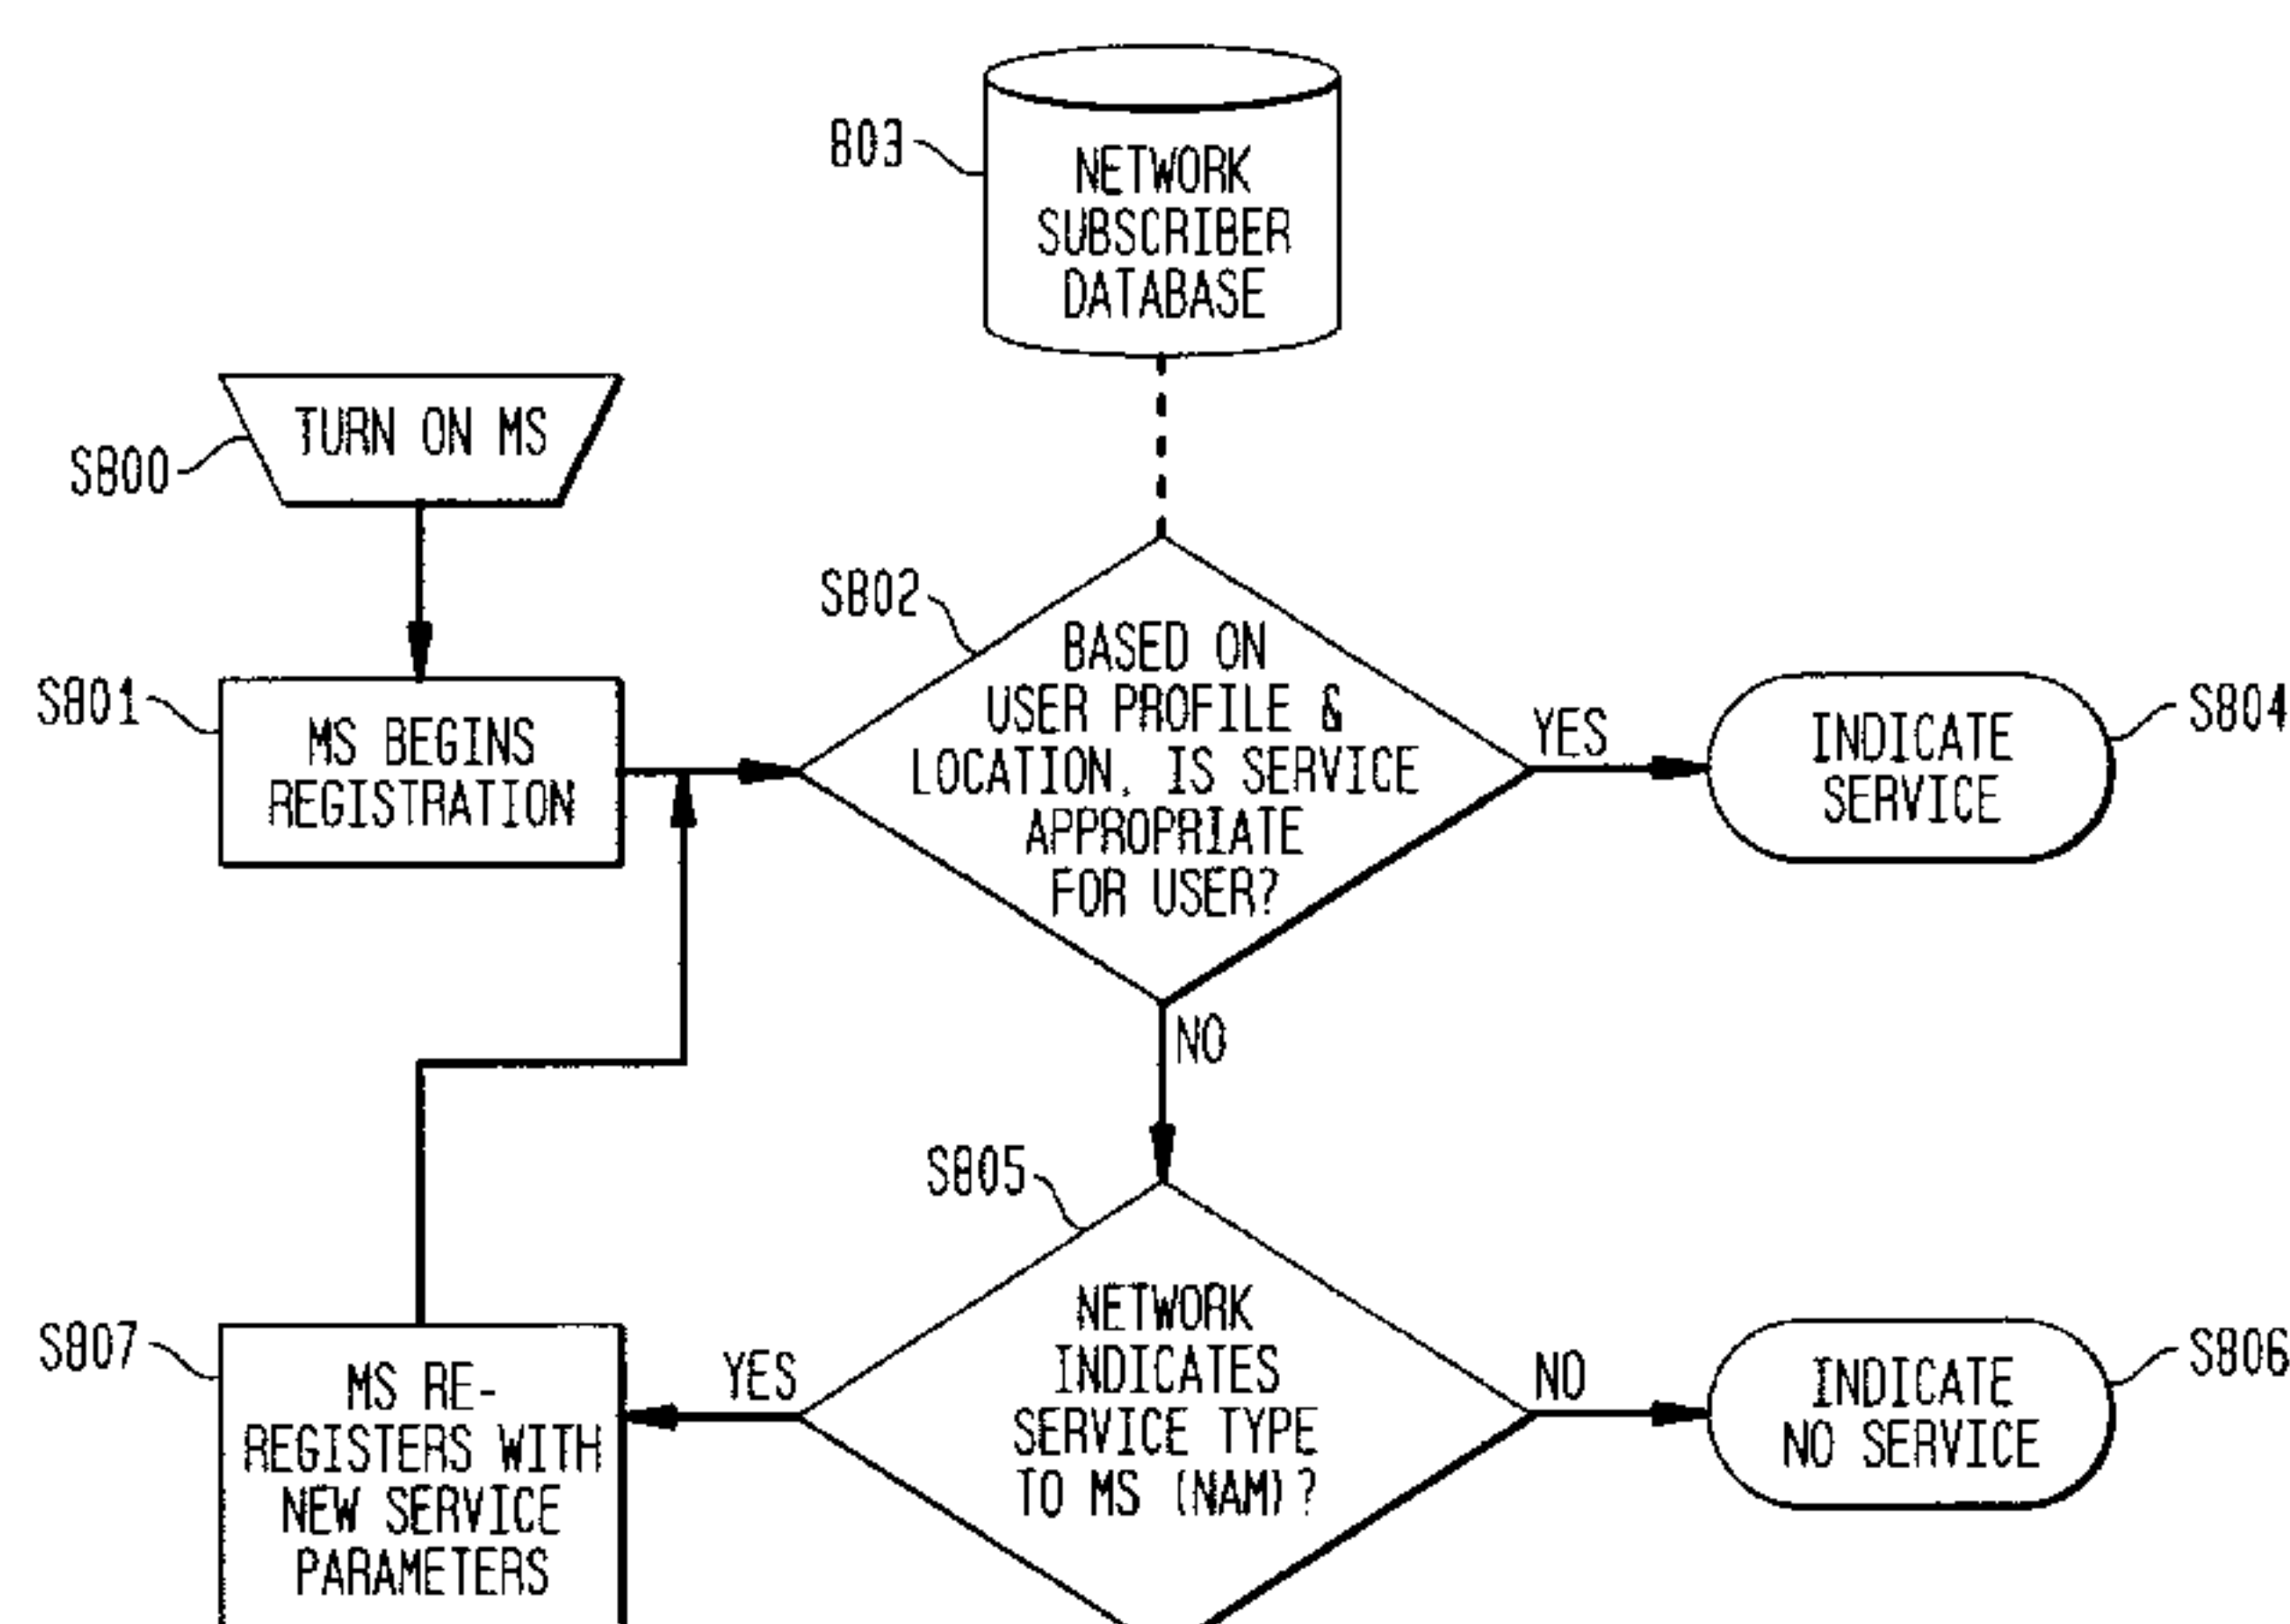 803
NETWORK
SUBSCRIBER
DATABASE
S800
TURN ON MS
S801
MS BEGINS
REGISTRATION
S802
BASED ON
USER PROFILE &
LOCATION, IS SERVICE
APPROPRIATE
FOR USER?
YES
INDICATE
SERVICE
S804
NO
S805
NETWORK
INDICATES
SERVICE TYPE
TO MS (NAM)?
YES
S807
MS RE-
REGISTERS WITH
NEW SERVICE
PARAMETERS
NO
INDICATE
NO SERVICE
S806